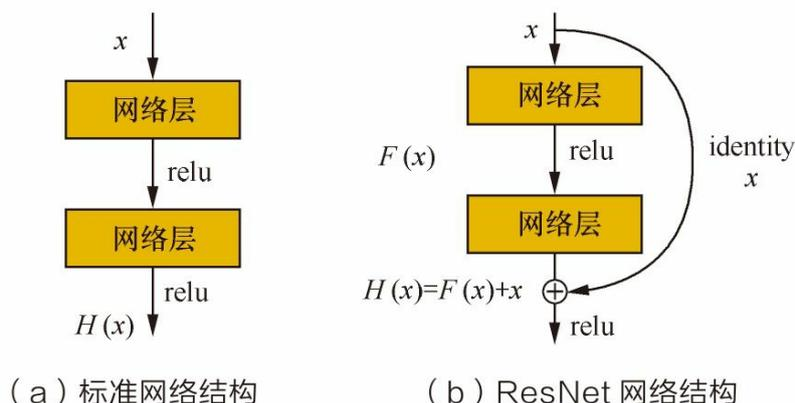 x
网络层
relu
网络层
relu
H (x)
(a)标准网络结构
x
网络层
F (x)
relu
identity
x
网络层
H (x)=F (x)+x
relu
(b)ResNet 网络结构